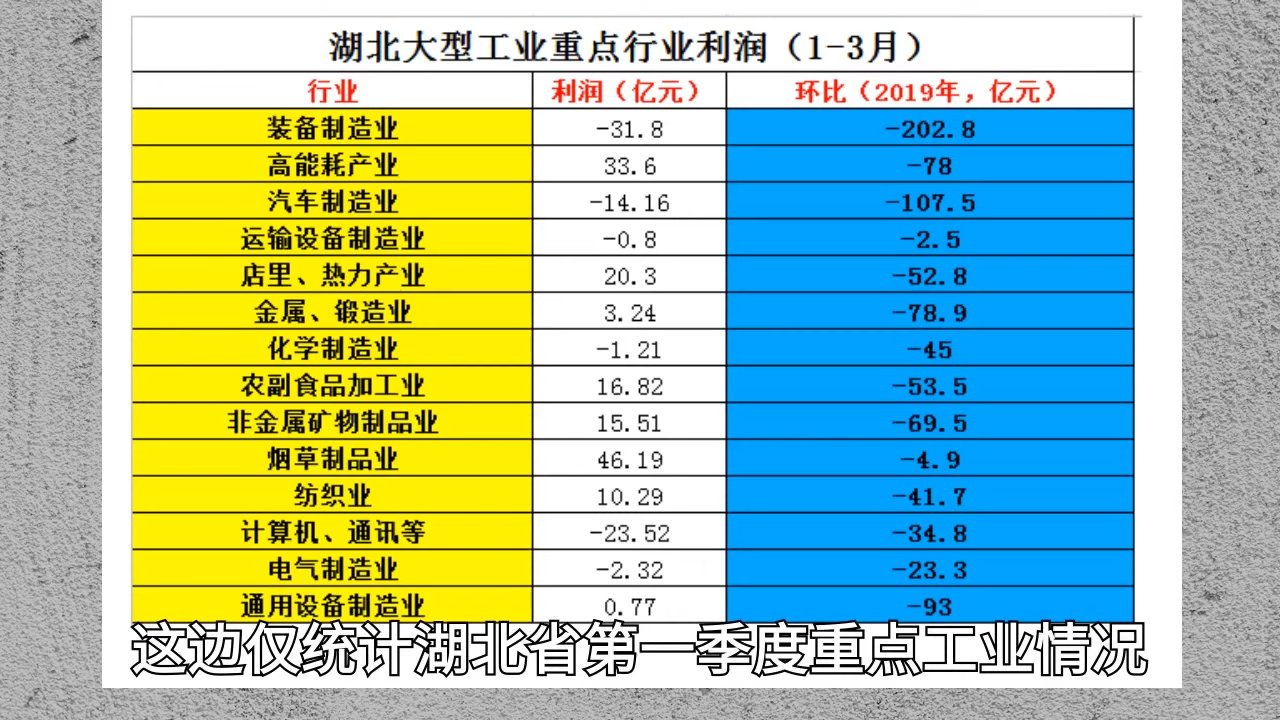 湖北大型工业重点行业利润（1-3月）
行业 利润（亿元） 环比（2019年，亿元）
装备制造业 -31.8 -202.8
高能耗产业 33.6 -78
汽车制造业 -14.16 -107.5
运输设备制造业 -0.8 -2.5
店里、热力产业 20.3 -52.8
金属、锻造业 3.24 -78.9
化学制造业 -1.21 -45
农副食品加工业 16.82 -53.5
非金属矿物制品业 15.51 -69.5
烟草制品业 46.19 -4.9
纺织业 10.29 -41.7
计算机、通讯等 -23.52 -34.8
电气制造业 -2.32 -23.3
通用设备制造业 0.77 -93
这边仅统计湖北省第一季度重点工业情况